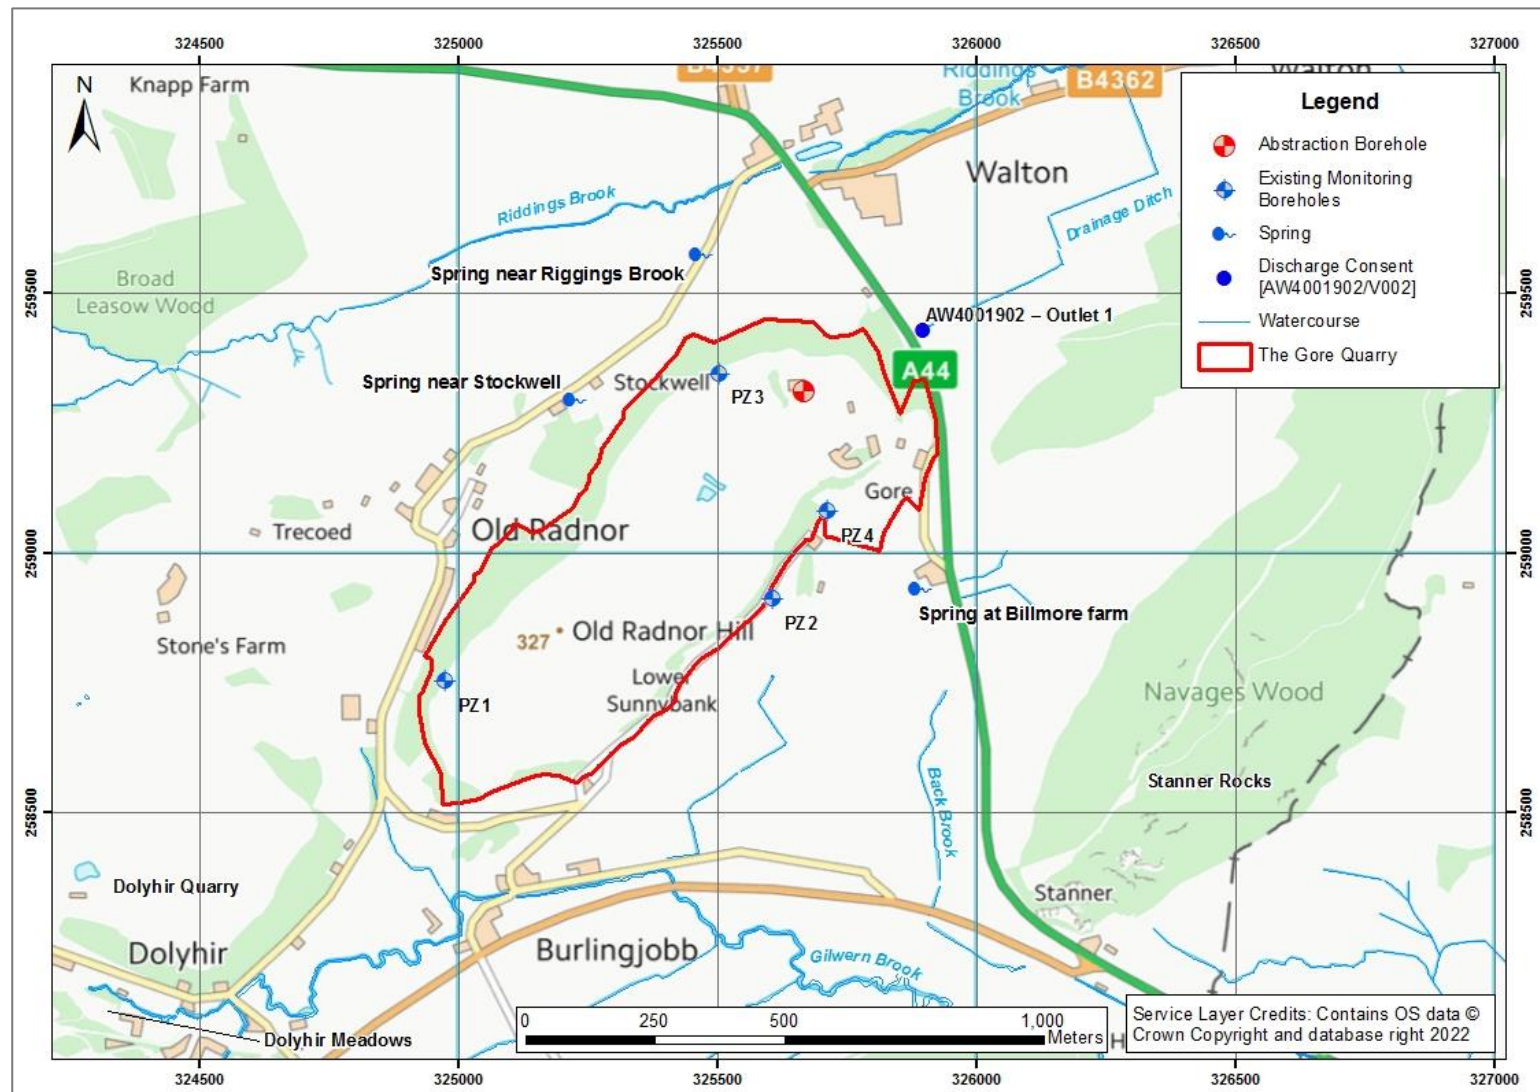 324500
325000
325500
326000
326500
327000
N
Knapp Farm
B4357
Riddings
Brook
B4362
Walton
Walton
Legend
Abstraction Borehole
Existing Monitoring
Boreholes
Spring
Discharge Consent
[AW4001902/V002]
Watercourse
The Gore Quarry
Riddings Brook
Drainage Ditch
Broad
Leasow Wood
Spring near Riggings Brook
259500
259500
AW4001902 – Outlet 1
A44
Spring near Stockwell
Stockwell
PZ3
Gore
Trecoed
Old Radnor
PZ4
259000
259000
Spring at Billmore farm
PZ2
327
Old Radnor Hill
Stone's Farm
Lower
Sunnybank
PZ1
Navages Wood
Back Brook
Stanner Rocks
258500
258500
Dolyhir Quarry
Stanner
Dolyhir
Burlingjobb
Gilwern Brook
Dolyhir Meadows
0
250
500
1,000
Meters
H
Service Layer Credits: Contains OS data ©
Crown Copyright and database right 2022
324500
325000
325500
326000
326500
327000